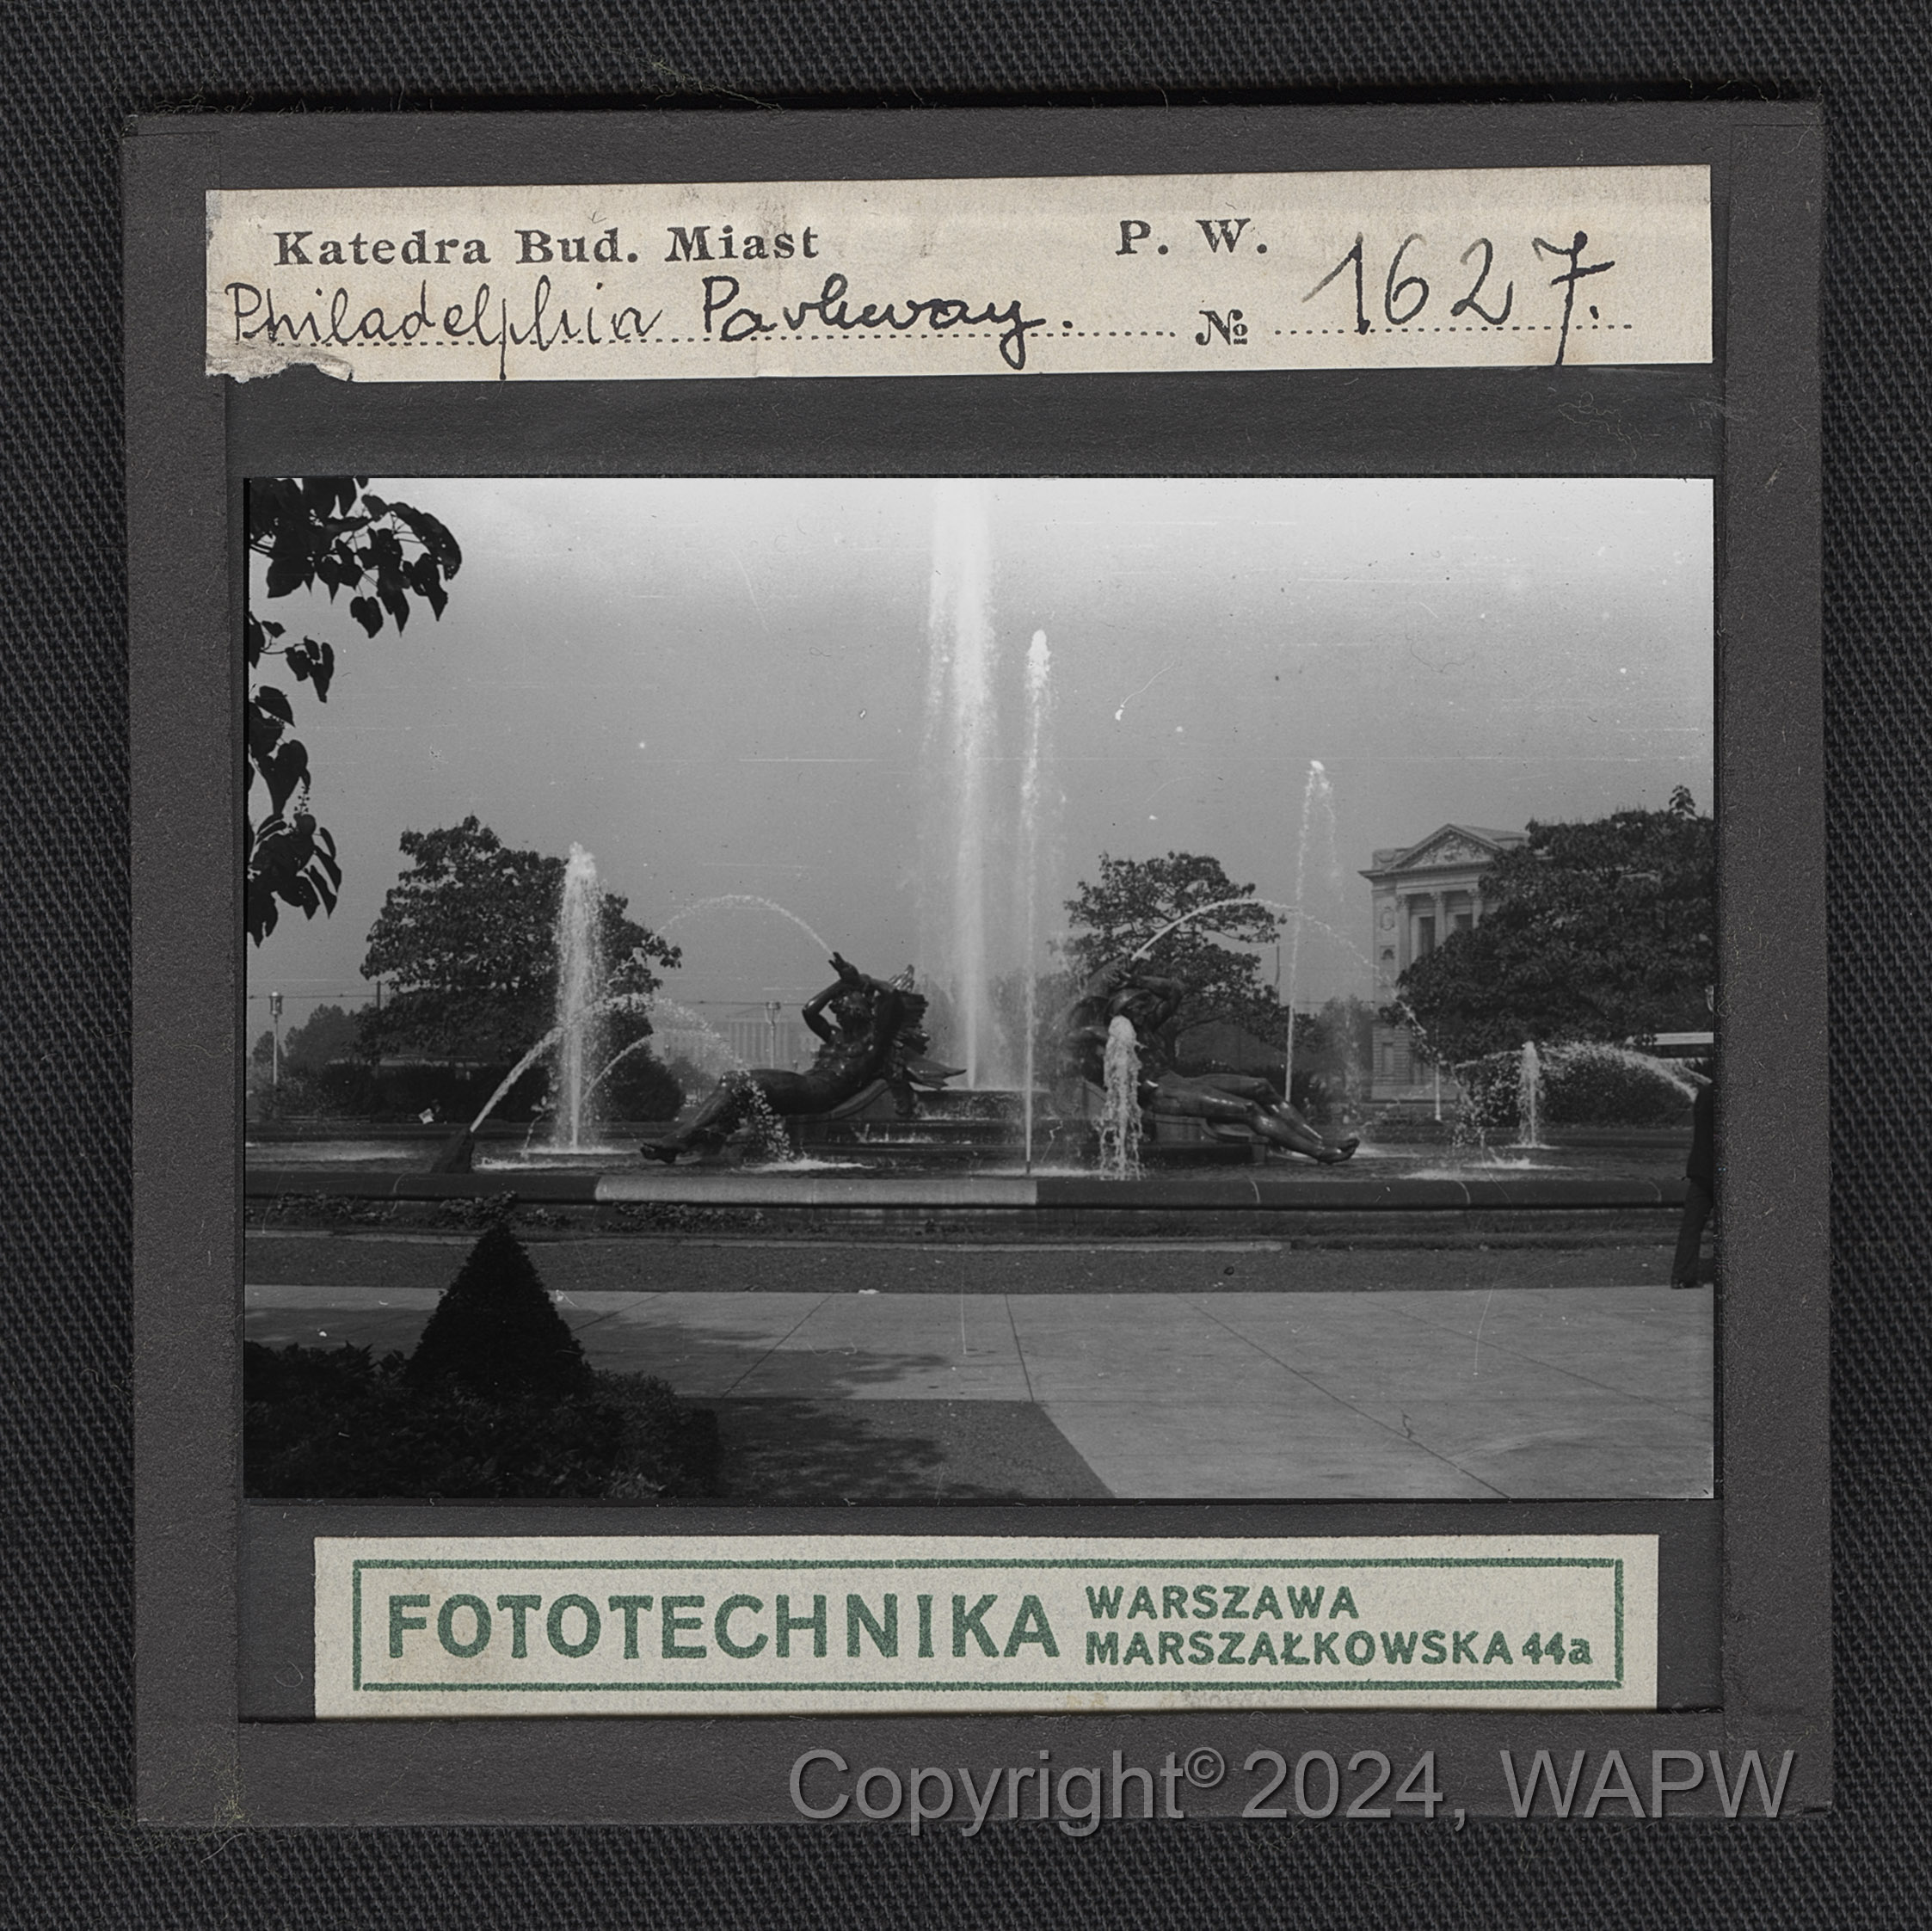 Katedra Bud. Miast P. W.
Philadelphia Parkway. № 1627.
FOTOTECHNIKA WARSZAWA
MARSZAŁKOWSKA 44a
Copyright© 2024, WAPW